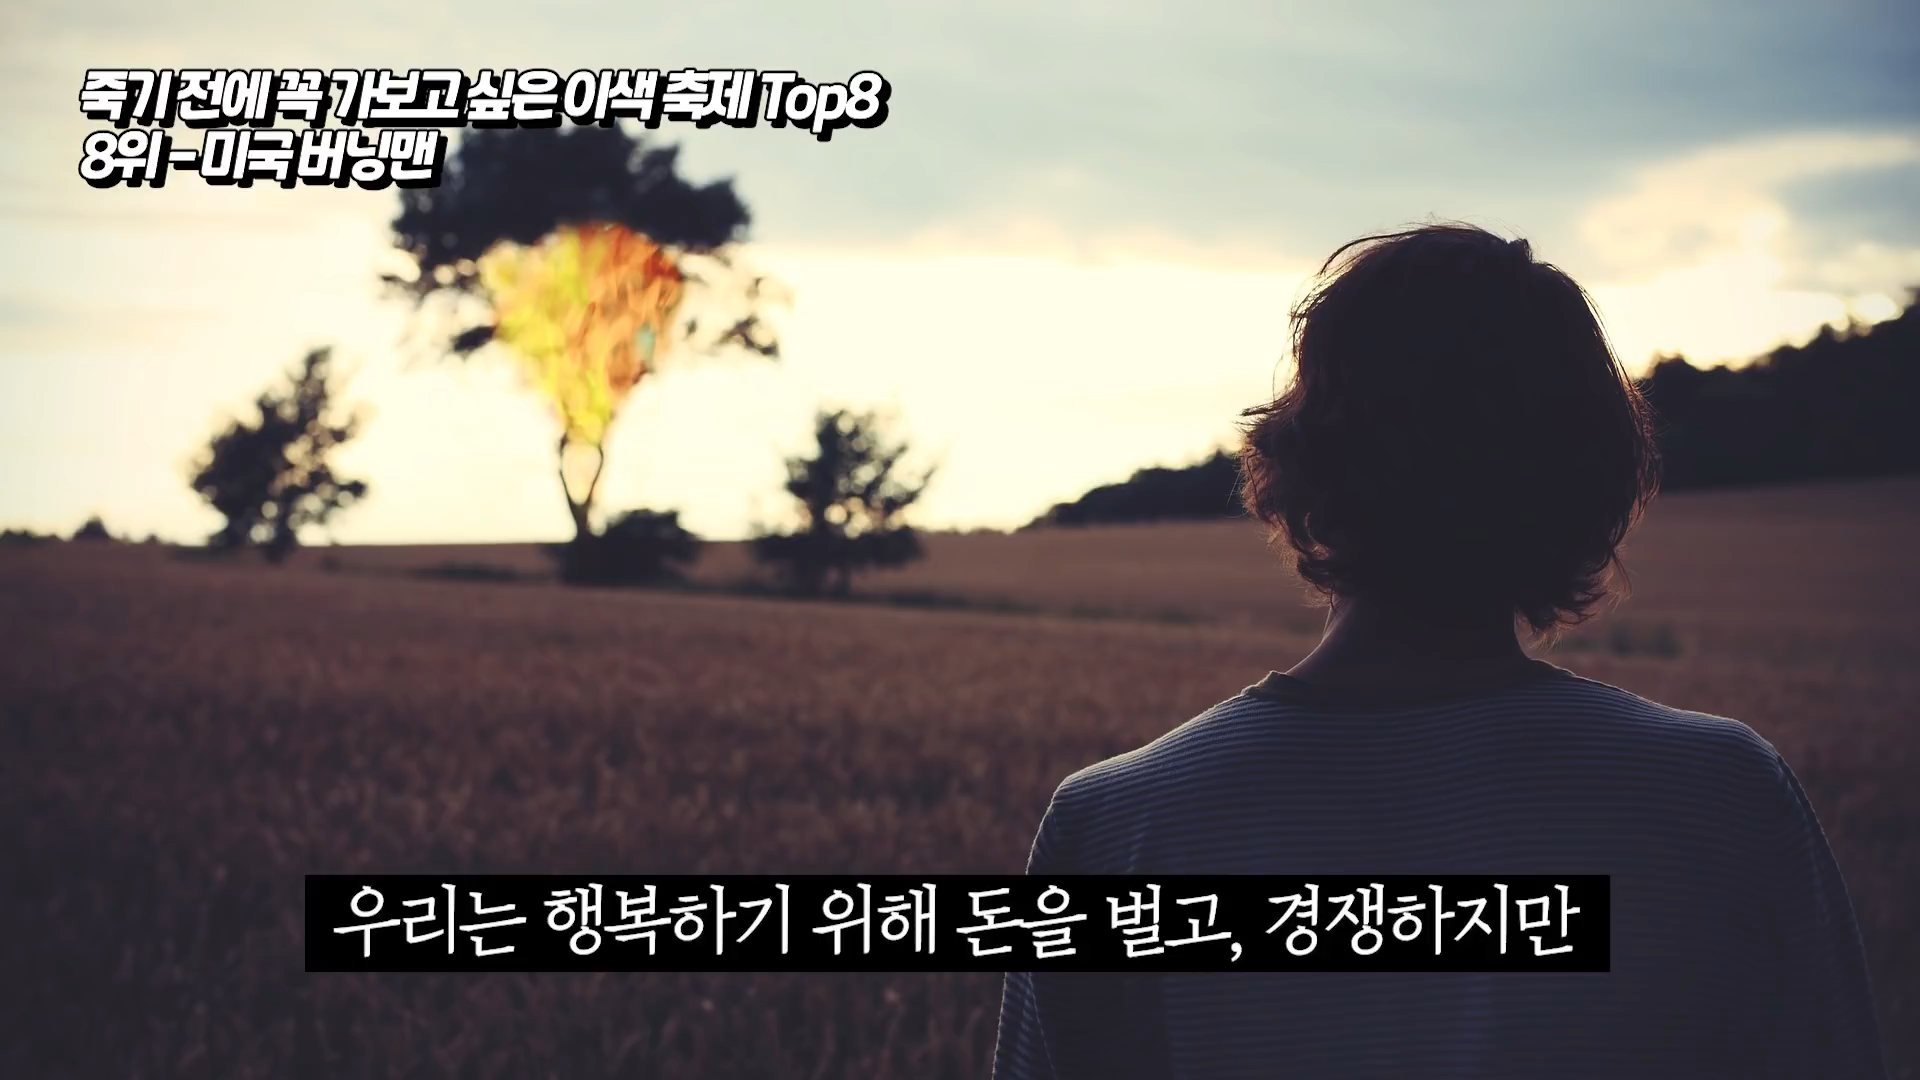 죽기 전에 꼭 가보고 싶은 이색 축제 Top8
8위 - 미국 버닝맨
우리는 행복하기 위해 돈을 벌고, 경쟁하지만